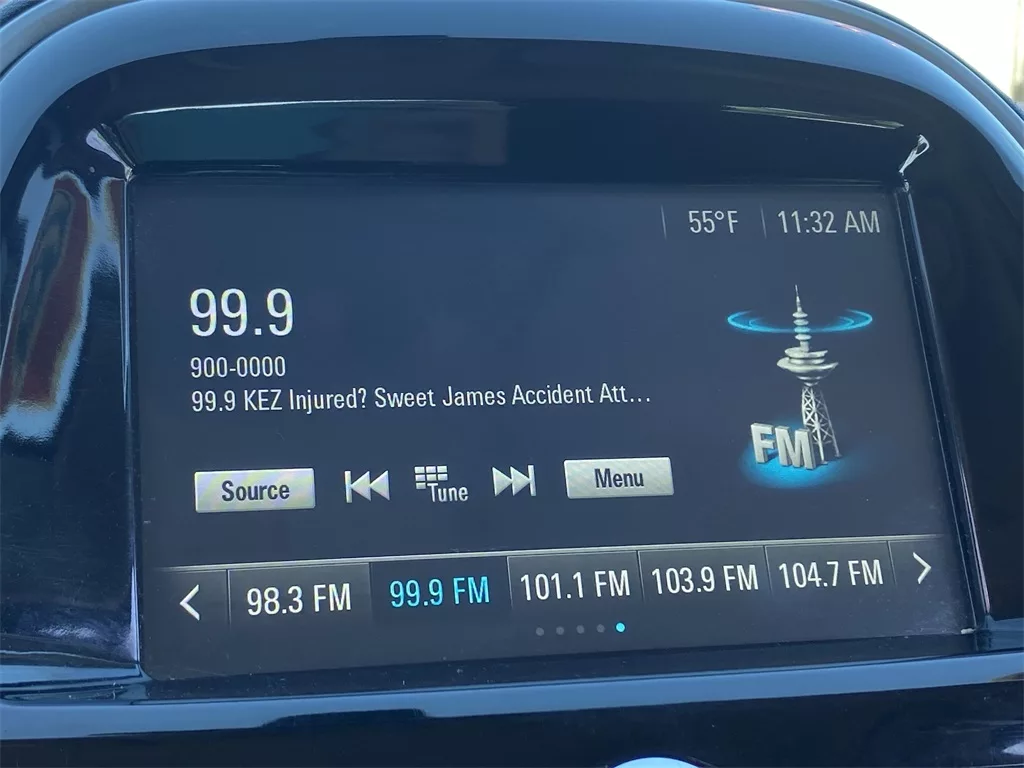 55°F 11:32 AM
99.9
900-0000
99.9 KEZ Injured? Sweet James Accident Att...
FM
Source Tune Menu
98.3 FM 99.9 FM 101.1 FM 103.9 FM 104.7 FM